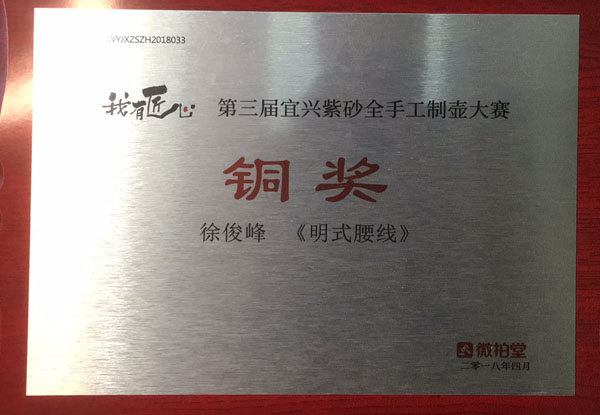 YYJXZSZH2018033
我有匠心 第三届宜兴紫砂全手工制壶大赛
铜奖
徐俊峰 《明式腰线》
微拍堂
二零一八年四月